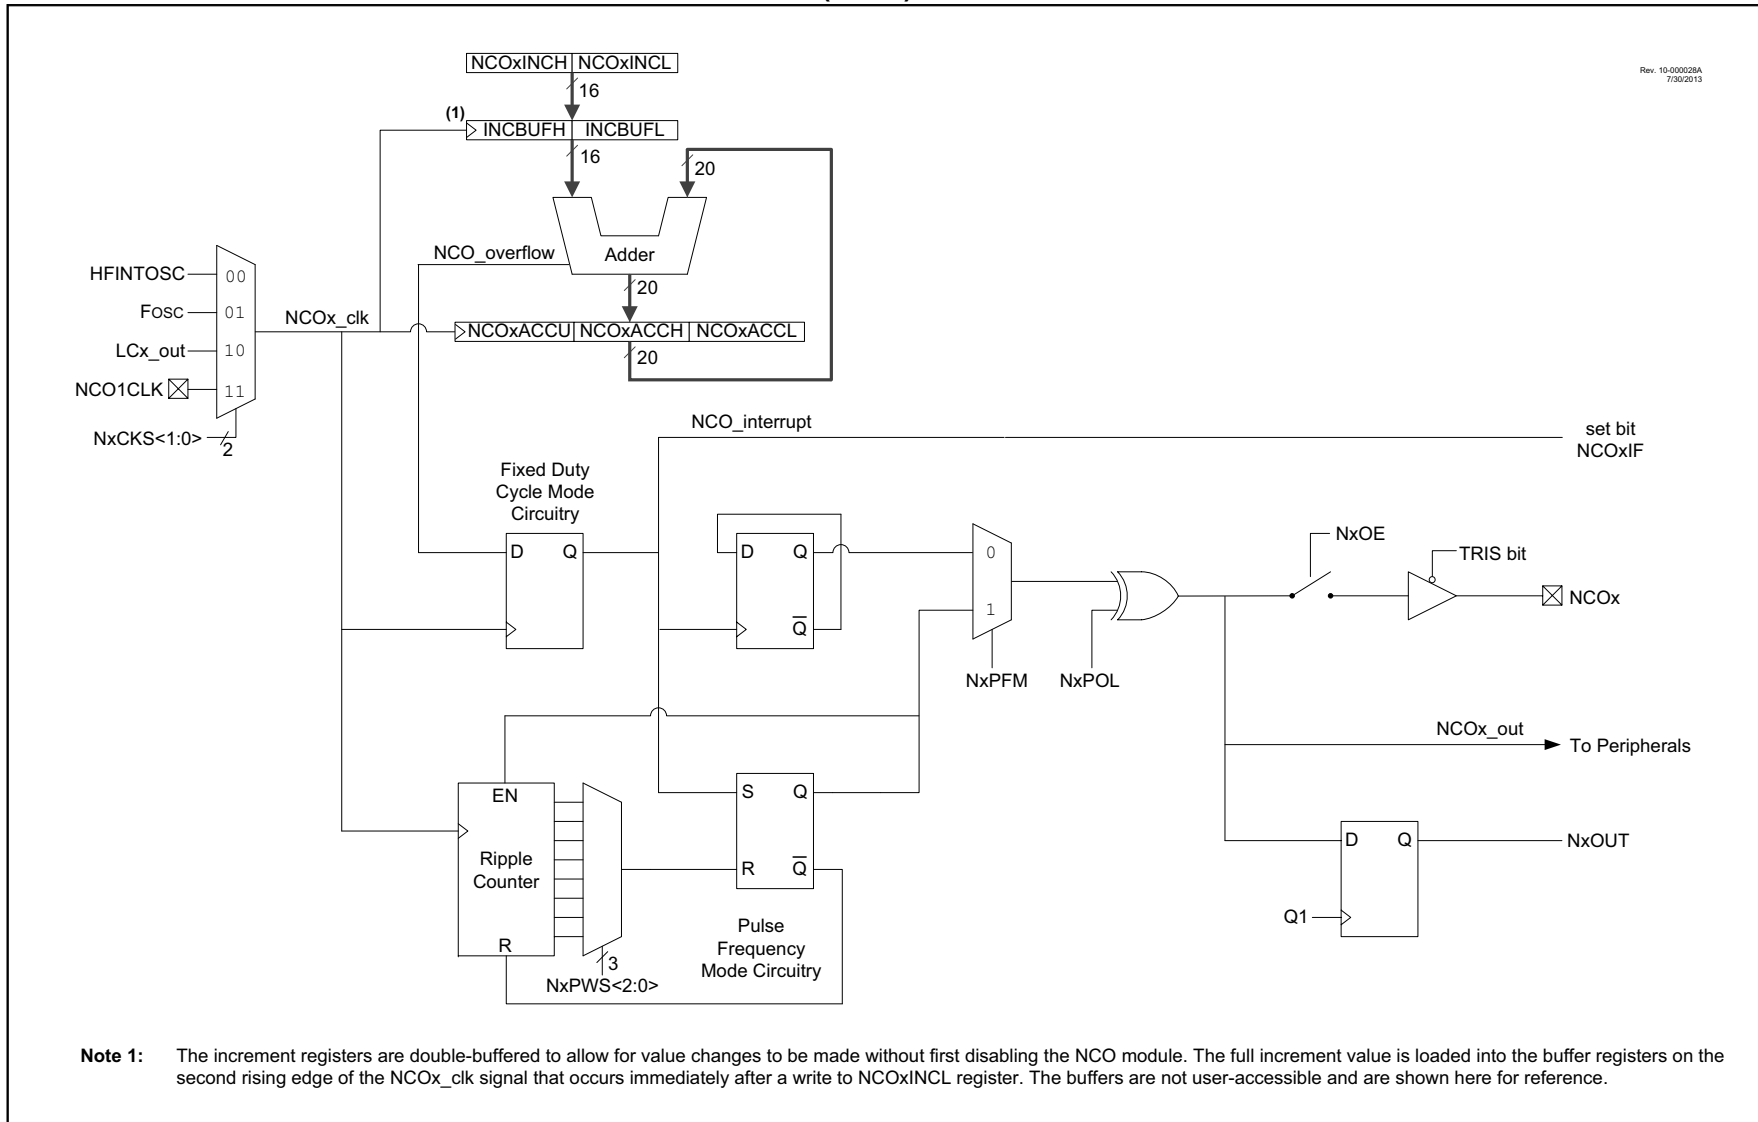 Rev. 10-000028A
7/30/2013
NCOxINCH NCOxINCL
16
(1)
INCBUFH INCBUFL
16
20
NCO_overflow
Adder
20
HFINTOSC 00
FOSC 01
NCOx_clk
NCOxACCU NCOxACCH NCOxACCL
LCx_out 10
20
NCO1CLK 11
NxCKS<1:0>
2
NCO_interrupt
set bit
NCOxIF
Fixed Duty
Cycle Mode
Circuitry
D Q
D Q
Q
0
1
NxPFM
NxPOL
NxOE
TRIS bit
NCOx
NCOx_out
To Peripherals
EN
Ripple
Counter
R
3
NxPWS<2:0>
S Q
R Q
Pulse
Frequency
Mode Circuitry
D Q
NxOUT
Q1
Note 1: The increment registers are double-buffered to allow for value changes to be made without first disabling the NCO module. The full increment value is loaded into the buffer registers on the
second rising edge of the NCOx_clk signal that occurs immediately after a write to NCOxINCL register. The buffers are not user-accessible and are shown here for reference.